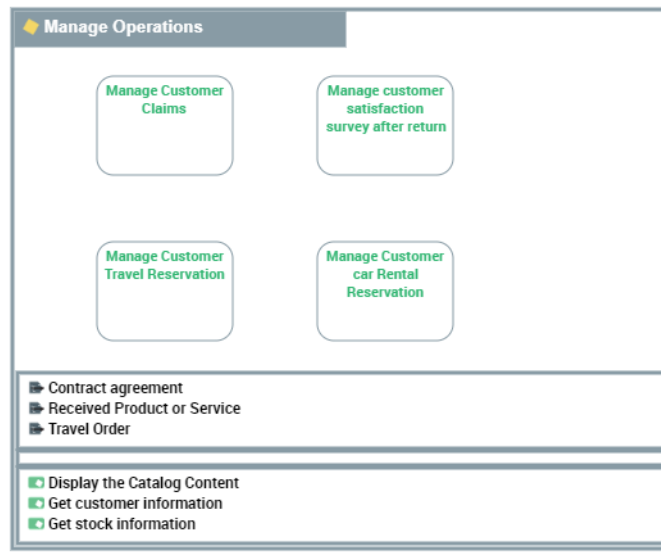 Manage Operations
Manage Customer
Claims
Manage customer
satisfaction
survey after return
Manage Customer
Travel Reservation
Manage Customer
car Rental
Reservation
Contract agreement
Received Product or Service
Travel Order
Display the Catalog Content
Get customer information
Get stock information